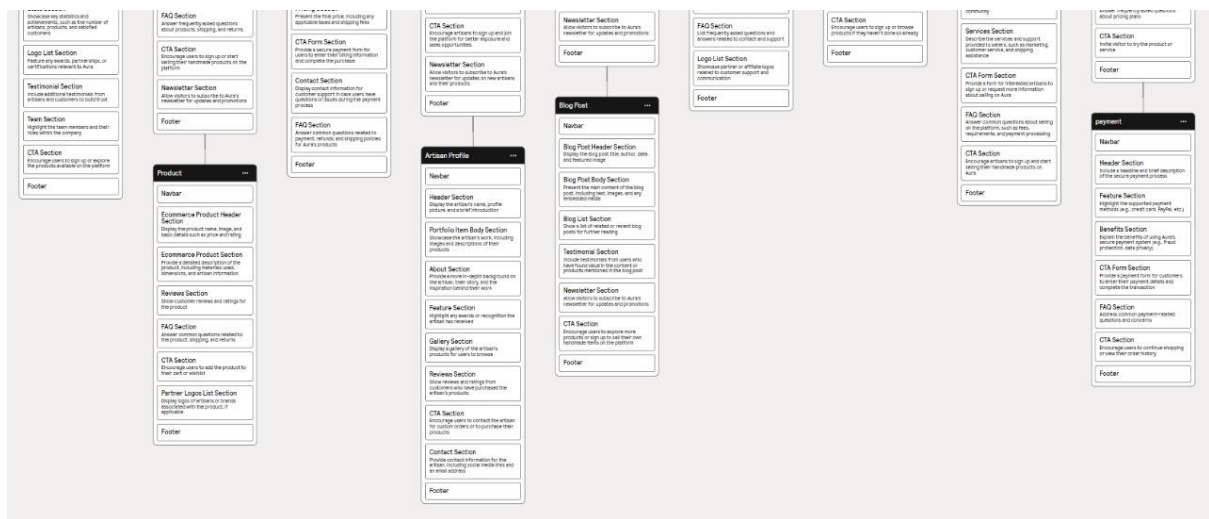 Showcase key statistics and
achievements, such as the number of
artisans, products, and satisfied
customers
Logo List Section
Feature any awards, partnerships, or
certifications relevant to Aura
Testimonial Section
Include additional testimonials from
artisans and customers to build trust
Team Section
Highlight the team members and their
roles within the company
CTA Section
Encourage users to sign up or explore
the products available on the platform
Footer
FAQ Section
Answer frequently asked questions
about products, shipping, and returns
CTA Section
Encourage users to sign up or start
selling their handmade products on the
platform
Newsletter Section
Allow visitors to subscribe to Aura's
newsletter for updates and promotions
Footer
Product
Navbar
Ecommerce Product Header
Section
Display the product name, image, and
basic details such as price and rating
Ecommerce Product Section
Provide a detailed description of the
product, including materials used,
dimensions, and artisan information
Reviews Section
Show customer reviews and ratings for
the product
FAQ Section
Answer common questions related to
the product, shipping, and returns
CTA Section
Encourage users to add the product to
their cart or wishlist
Partner Logos List Section
Display logos of artisans or brands
associated with the product, if
applicable
Footer
Present the final price, including any
applicable taxes and shipping fees
CTA Form Section
Provide a secure payment form for
users to enter their billing information
and complete the purchase
Contact Section
Display contact information for
customer support in case users have
questions or issues during the payment
process
FAQ Section
Answer common questions related to
payment, refunds, and shipping policies
for Aura's products
Footer
CTA Section
Encourage artisans to sign up and join
the platform for better exposure and
sales opportunities
Newsletter Section
Allow visitors to subscribe to Aura's
newsletter for updates on new artisans
and their products
Footer
Artisan Profile
Navbar
Header Section
Display the artisan's name, profile
picture, and a brief introduction
Portfolio Item Body Section
Showcase the artisan's work, including
images and descriptions of their
products
About Section
Provide a more in-depth background on
the artisan, their story, and the
inspiration behind their work
Feature Section
Highlight any awards or recognition the
artisan has received
Gallery Section
Display a gallery of the artisan's
products for users to browse
Reviews Section
Show reviews and ratings from
customers who have purchased the
artisan's products
CTA Section
Encourage users to contact the artisan
for custom orders or to purchase their
products
Contact Section
Provide contact information for the
artisan, including social media links and
an email address
Footer
Newsletter Section
Allow visitors to subscribe to Aura's
newsletter for updates and promotions
Footer
Blog Post
Navbar
Blog Post Header Section
Display the blog post title, author, date,
and featured image
Blog Post Body Section
Present the main content of the blog
post, including text, images, and any
embedded media
Blog List Section
Show a list of related or recent blog
posts for further reading
Testimonial Section
Include testimonials from users who
have found value in the content or
products mentioned in the blog post
Newsletter Section
Allow visitors to subscribe to Aura's
newsletter for updates and promotions
CTA Section
Encourage users to explore more
products or sign up to sell their own
handmade items on the platform
Footer
FAQ Section
List frequently asked questions and
answers related to contact and support
Logo List Section
Showcase partner or affiliate logos
related to customer support and
communication
Footer
CTA Section
Encourage users to sign up or browse
products if they haven't done so already
Footer
community
Services Section
Describe the services and support
provided to sellers, such as marketing,
customer service, and shipping
assistance
CTA Form Section
Provide a form for interested artisans to
sign up or request more information
about selling on Aura
FAQ Section
Answer common questions about selling
on the platform, such as fees,
requirements, and payment processing
CTA Section
Encourage artisans to sign up and start
selling their handmade products on
Aura
Footer
Answer frequently asked questions
about pricing plans
CTA Section
Invite visitor to try the product or
service
Footer
payment
Navbar
Header Section
Include a headline and brief description
of the secure payment process
Feature Section
Highlight the supported payment
methods (e.g., credit card, PayPal, etc.)
Benefits Section
Explain the benefits of using Aura's
secure payment system (e.g., fraud
protection, data privacy)
CTA Form Section
Provide a payment form for customers
to enter their payment details and
complete the transaction
FAQ Section
Address common payment-related
questions and concerns
CTA Section
Encourage users to continue shopping
or view their order history
Footer